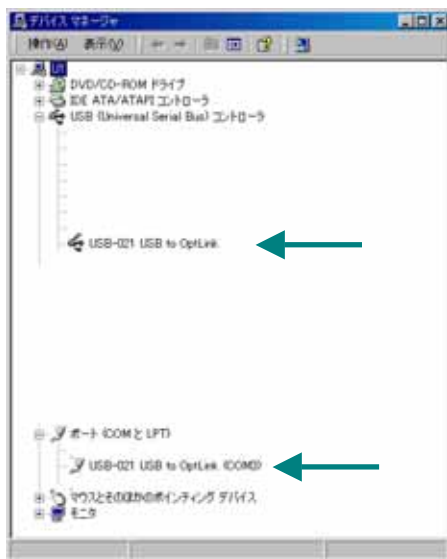 デバイス マネージャ
操作(A) 表示(V)
DVD/CD-ROM ドライブ
IDE ATA/ATAPI コントローラ
USB (Universal Serial Bus) コントローラ
USB-021 USB to OptLink
ポート (COM と LPT)
USB-021 USB to OptLink
マウスとそのほかのポインティング デバイス
モニタ